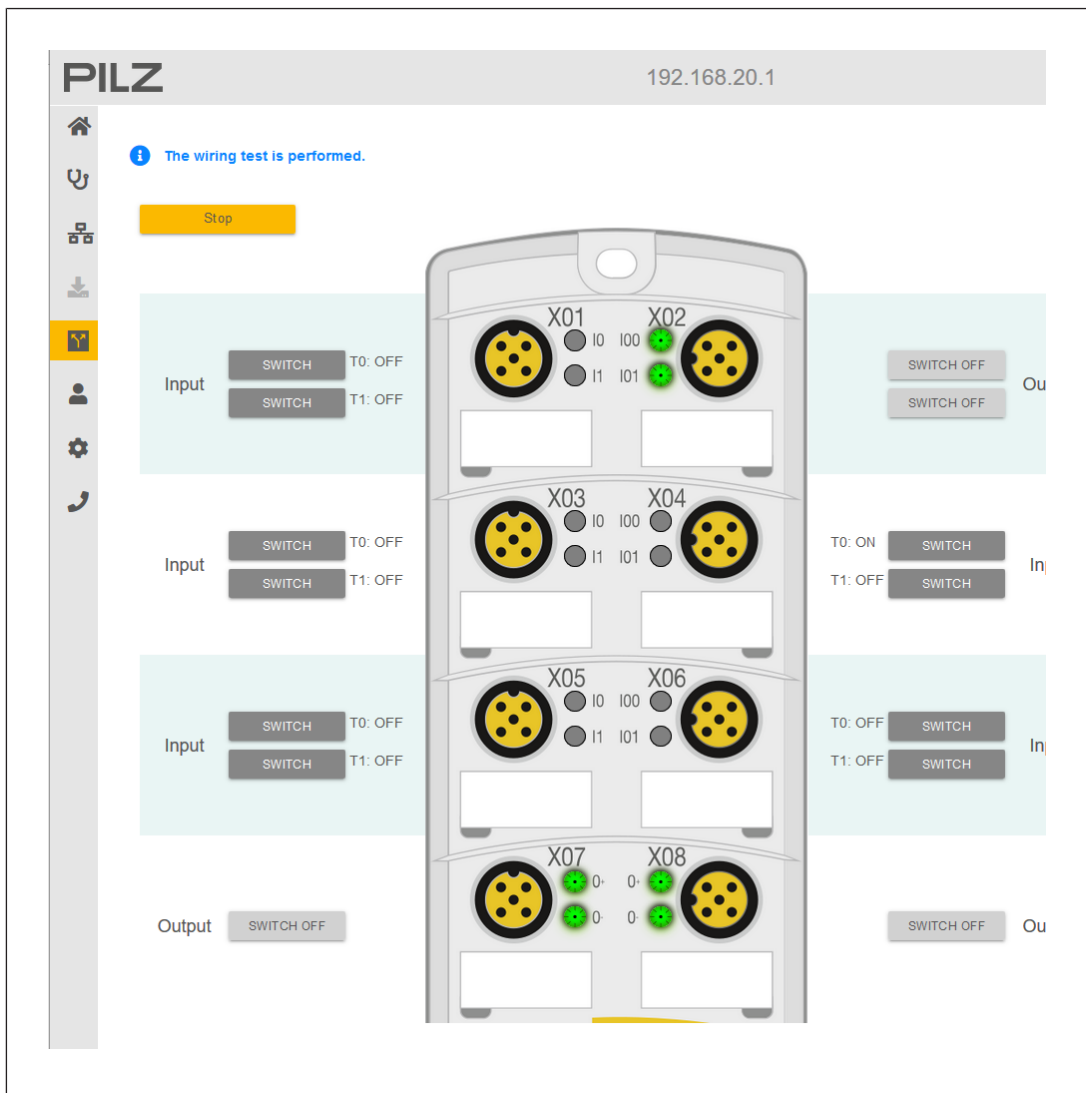 PILZ
192.168.20.1
The wiring test is performed.
Stop
X01 X02
I0 I00
I1 I01
Input
SWITCH T0: OFF
SWITCH T1: OFF
SWITCH OFF
SWITCH OFF
Ou
X03 X04
I0 I00
I1 I01
Input
SWITCH T0: OFF
SWITCH T1: OFF
T0: ON SWITCH
T1: OFF SWITCH
In
X05 X06
I0 I00
I1 I01
Input
SWITCH T0: OFF
SWITCH T1: OFF
T0: OFF SWITCH
T1: OFF SWITCH
In
X07 X08
0+ 0+
0- 0-
Output SWITCH OFF
SWITCH OFF Ou